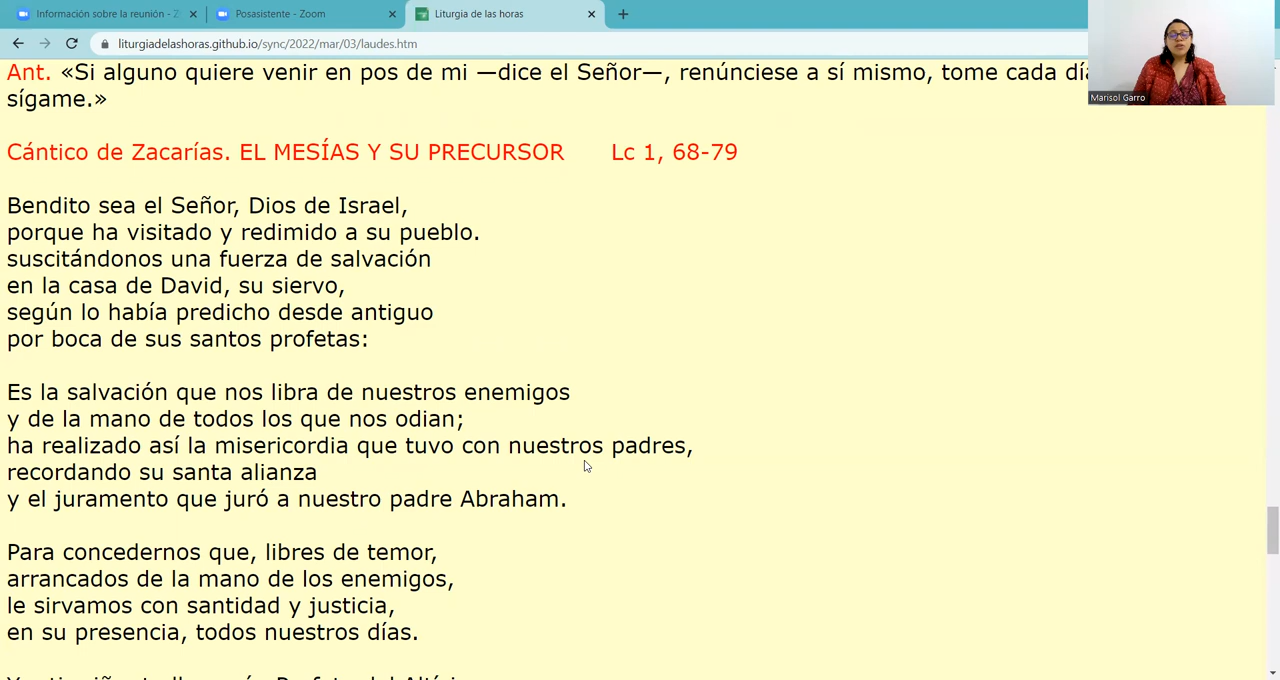 Información sobre la reunión - Z
Posasistente - Zoom
Liturgia de las horas
liturgiadelashoras.github.io/sync/2022/mar/03/laudes.htm
Marisol Garro
Ant. «Si alguno quiere venir en pos de mi —dice el Señor—, renúnciese a sí mismo, tome cada día
sígame.»
Cántico de Zacarías. EL MESÍAS Y SU PRECURSOR Lc 1, 68-79
Bendito sea el Señor, Dios de Israel,
porque ha visitado y redimido a su pueblo.
suscitándonos una fuerza de salvación
en la casa de David, su siervo,
según lo había predicho desde antiguo
por boca de sus santos profetas:
Es la salvación que nos libra de nuestros enemigos
y de la mano de todos los que nos odian;
ha realizado así la misericordia que tuvo con nuestros padres,
recordando su santa alianza
y el juramento que juró a nuestro padre Abraham.
Para concedernos que, libres de temor,
arrancados de la mano de los enemigos,
le sirvamos con santidad y justicia,
en su presencia, todos nuestros días.